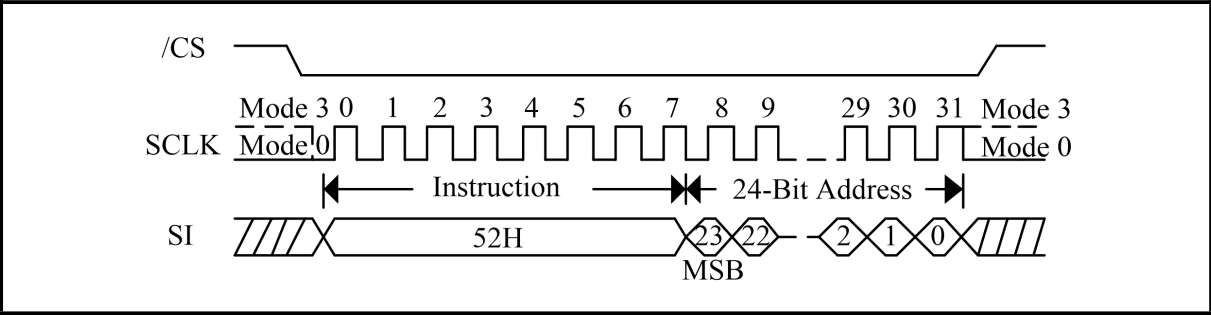 /CS
Mode 3 0 1 2 3 4 5 6 7 8 9 29 30 31 Mode 3
SCLK Mode 0 Mode 0
Instruction 24-Bit Address
SI 52H 23 22 2 1 0
MSB